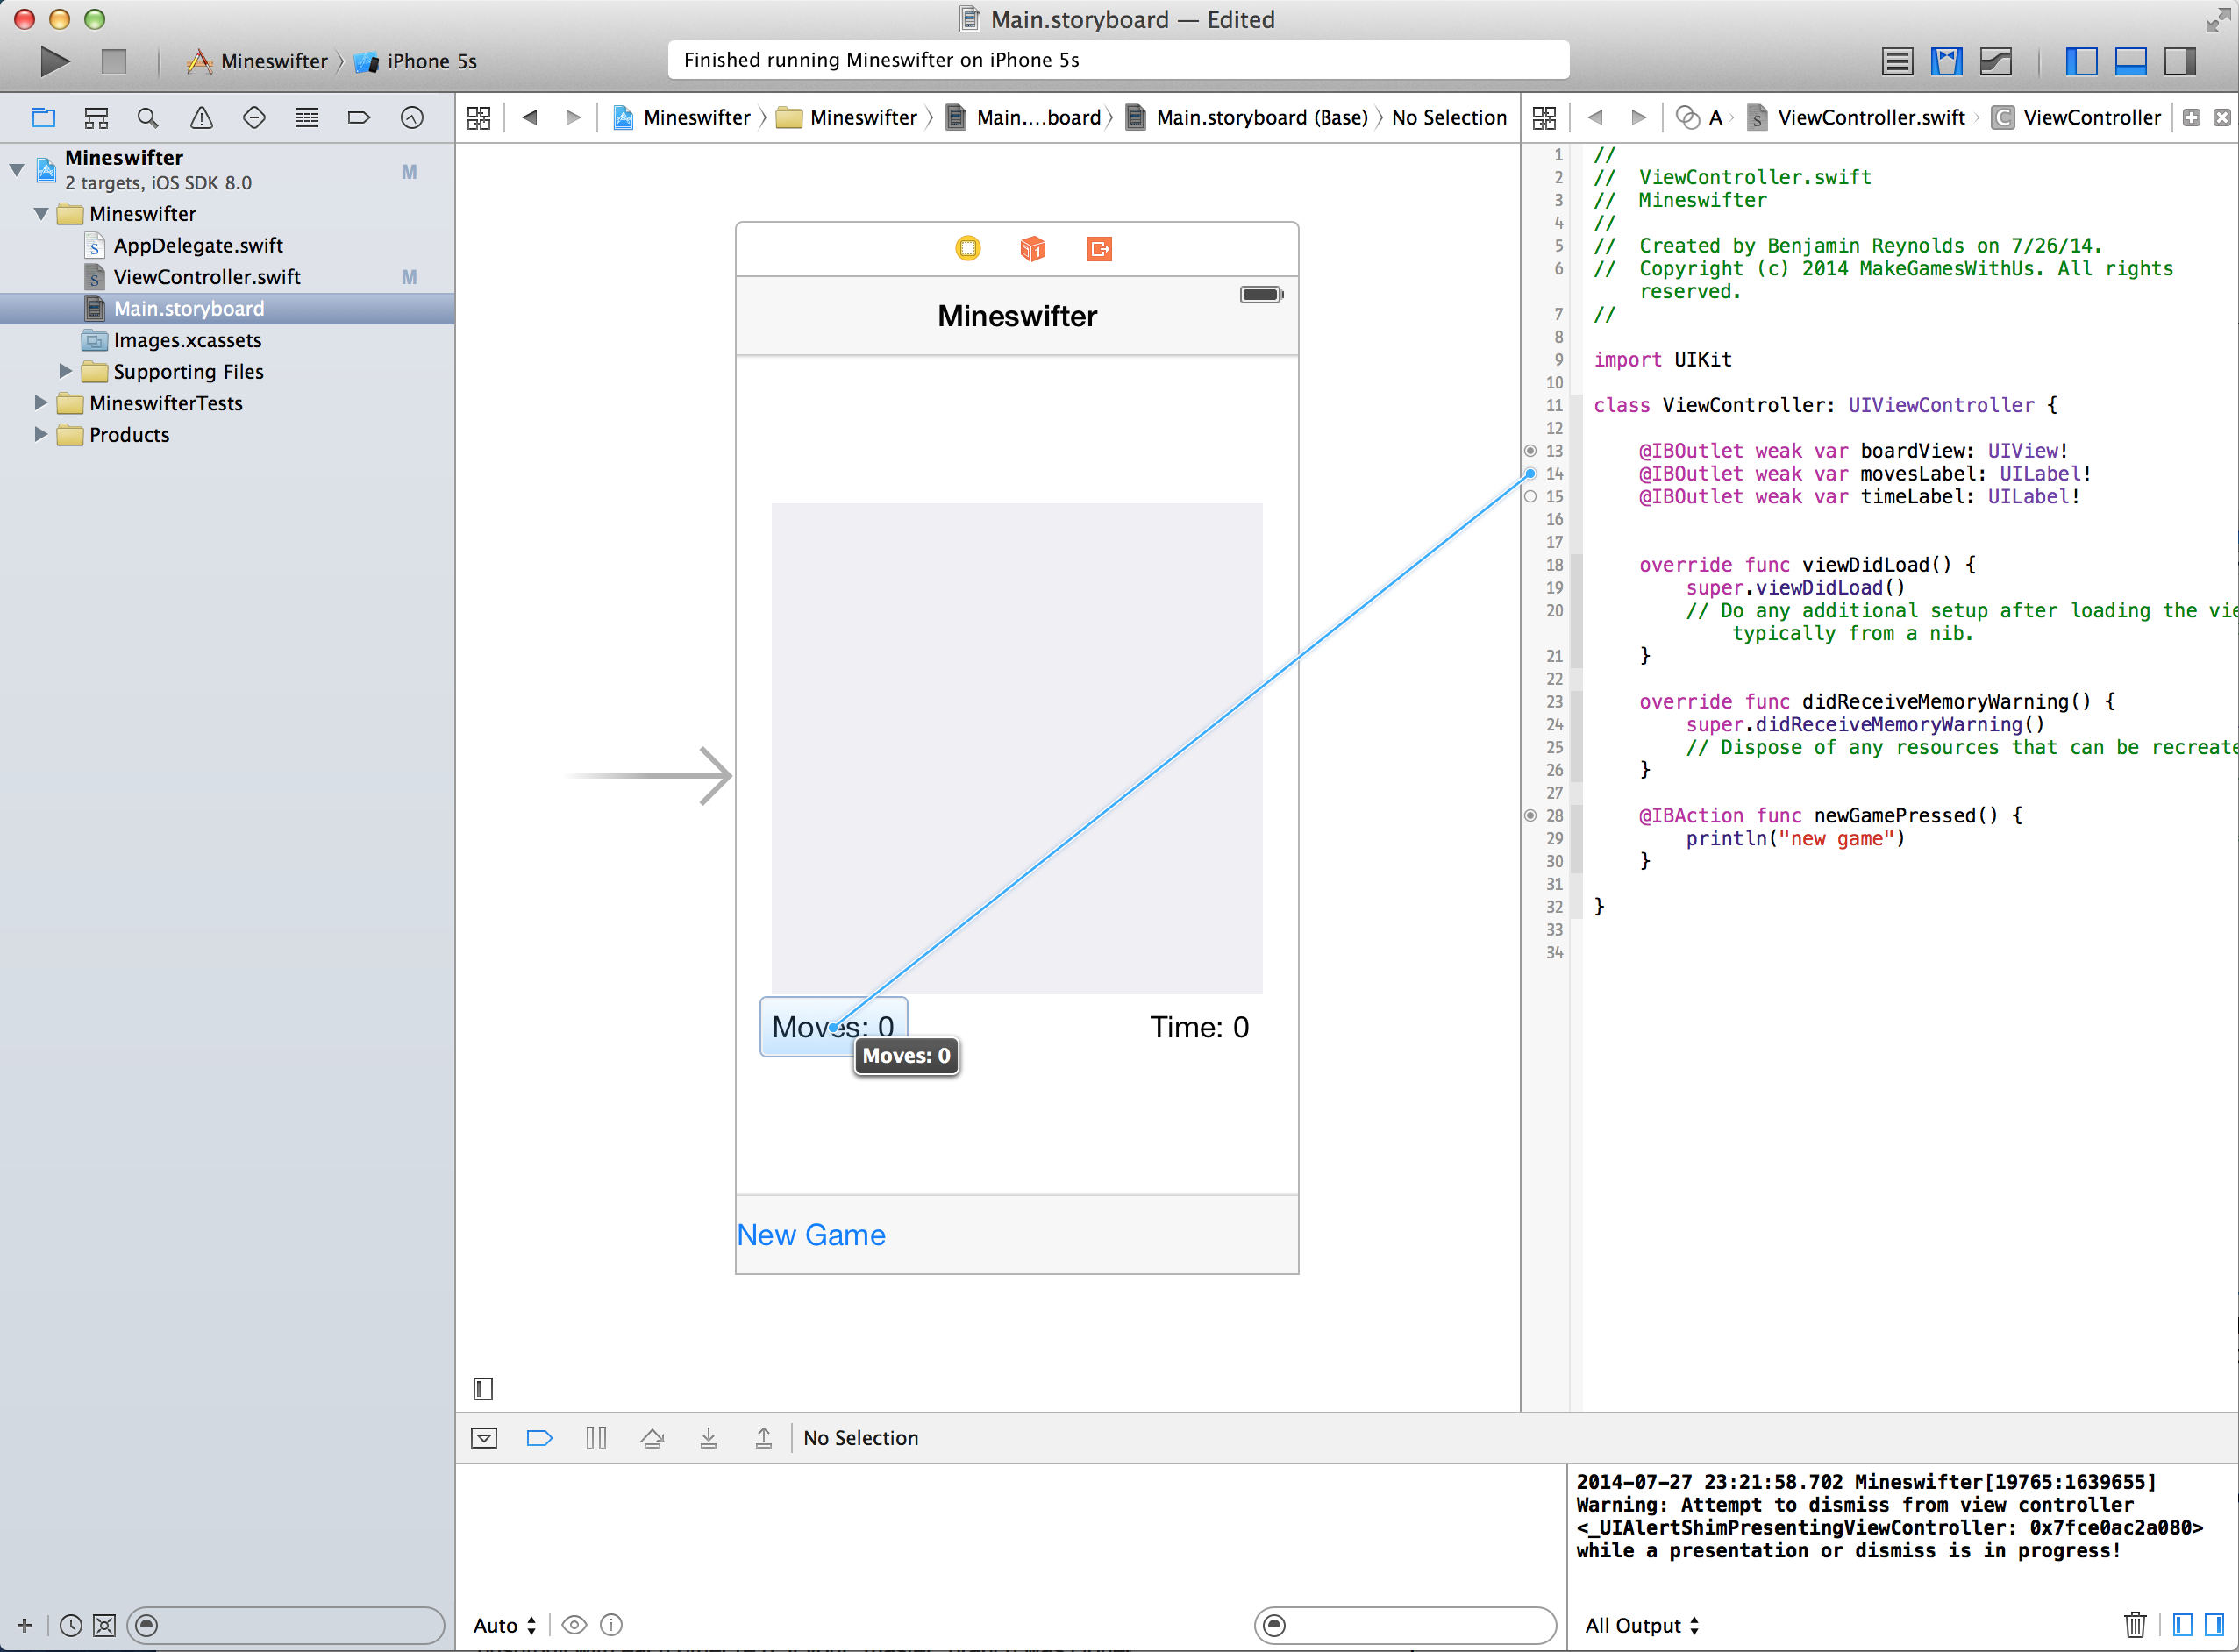 Main.storyboard — Edited
Mineswifter
iPhone 5s
Finished running Mineswifter on iPhone 5s
Mineswifter
Mineswifter
Main....board
Main.storyboard (Base)
No Selection
A
ViewController.swift
C
ViewController
Mineswifter
2 targets, iOS SDK 8.0
M
Mineswifter
AppDelegate.swift
ViewController.swift
M
Main.storyboard
Images.xcassets
Supporting Files
MineswifterTests
Products
Mineswifter
Moves: 0
Moves: 0
Time: 0
New Game
1 //
2 //  ViewController.swift
3 //  Mineswifter
4 //
5 //  Created by Benjamin Reynolds on 7/26/14.
6 //  Copyright (c) 2014 MakeGamesWithUs. All rights
reserved.
7 //
8
9 import UIKit
10
11 class ViewController: UIViewController {
12
13 @IBOutlet weak var boardView: UIView!
14 @IBOutlet weak var movesLabel: UILabel!
15 @IBOutlet weak var timeLabel: UILabel!
16
17
18 override func viewDidLoad() {
19 super.viewDidLoad()
20 // Do any additional setup after loading the vie
typically from a nib.
21 }
22
23 override func didReceiveMemoryWarning() {
24 super.didReceiveMemoryWarning()
25 // Dispose of any resources that can be recreate
26 }
27
28 @IBAction func newGamePressed() {
29 println("new game")
30 }
31
32 }
33
34
No Selection
2014-07-27 23:21:58.702 Mineswifter[19765:1639655]
Warning: Attempt to dismiss from view controller
<_UIAlertShimPresentingViewController: 0x7fce0ac2a080>
while a presentation or dismiss is in progress!
Auto
All Output